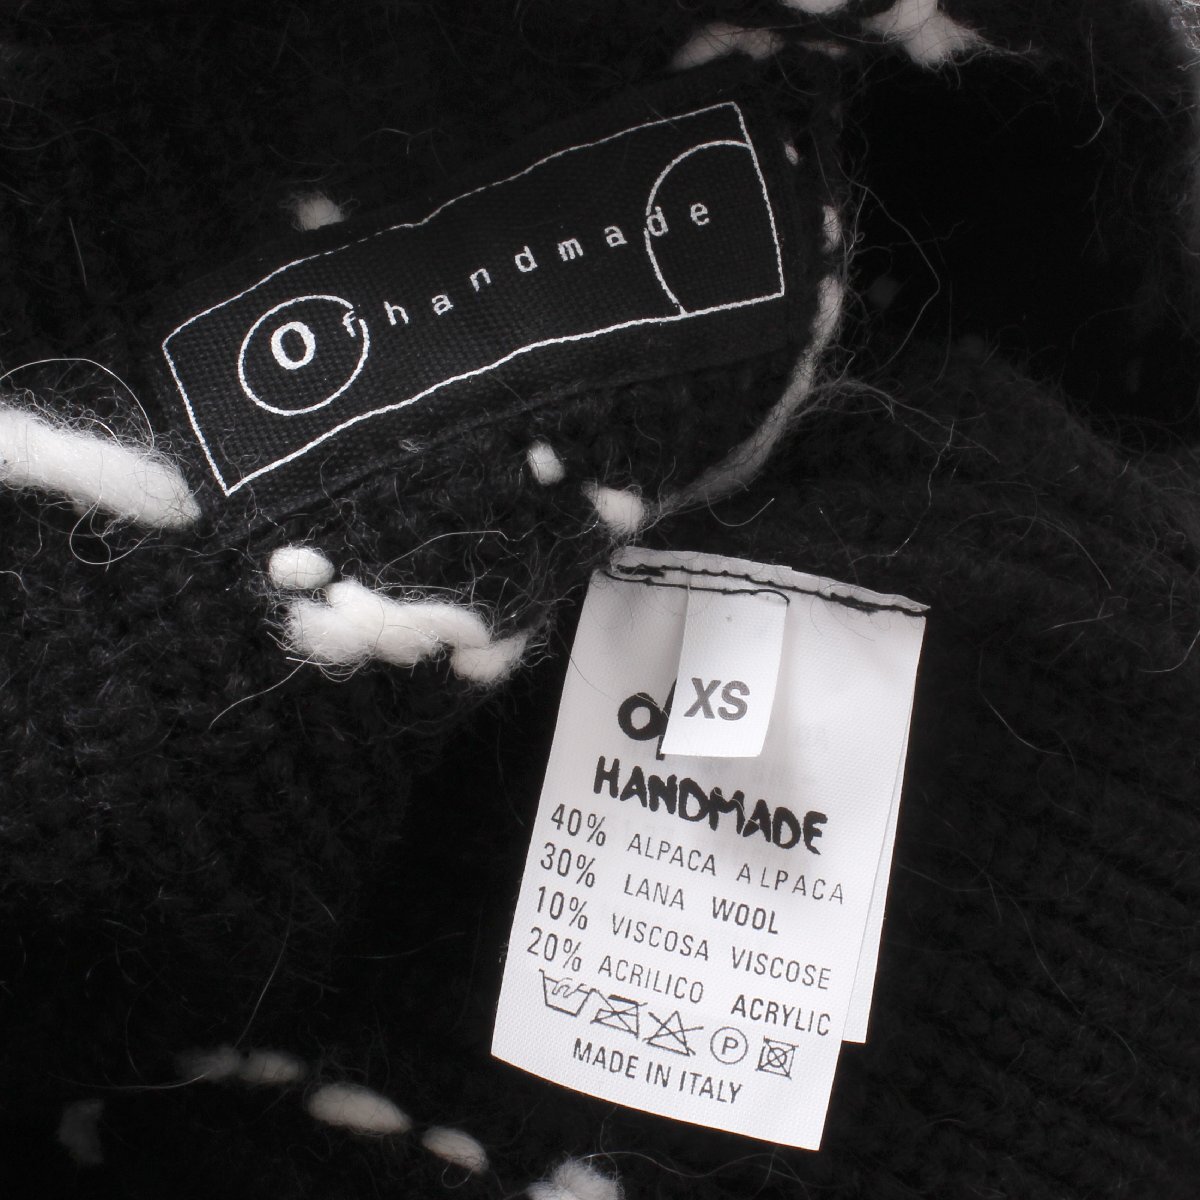 Of handmade
XS
of
HANDMADE
40% ALPACA ALPACA
30% LANA WOOL
10% VISCOSA VISCOSE
20% ACRILICO ACRYLIC
P
MADE IN ITALY